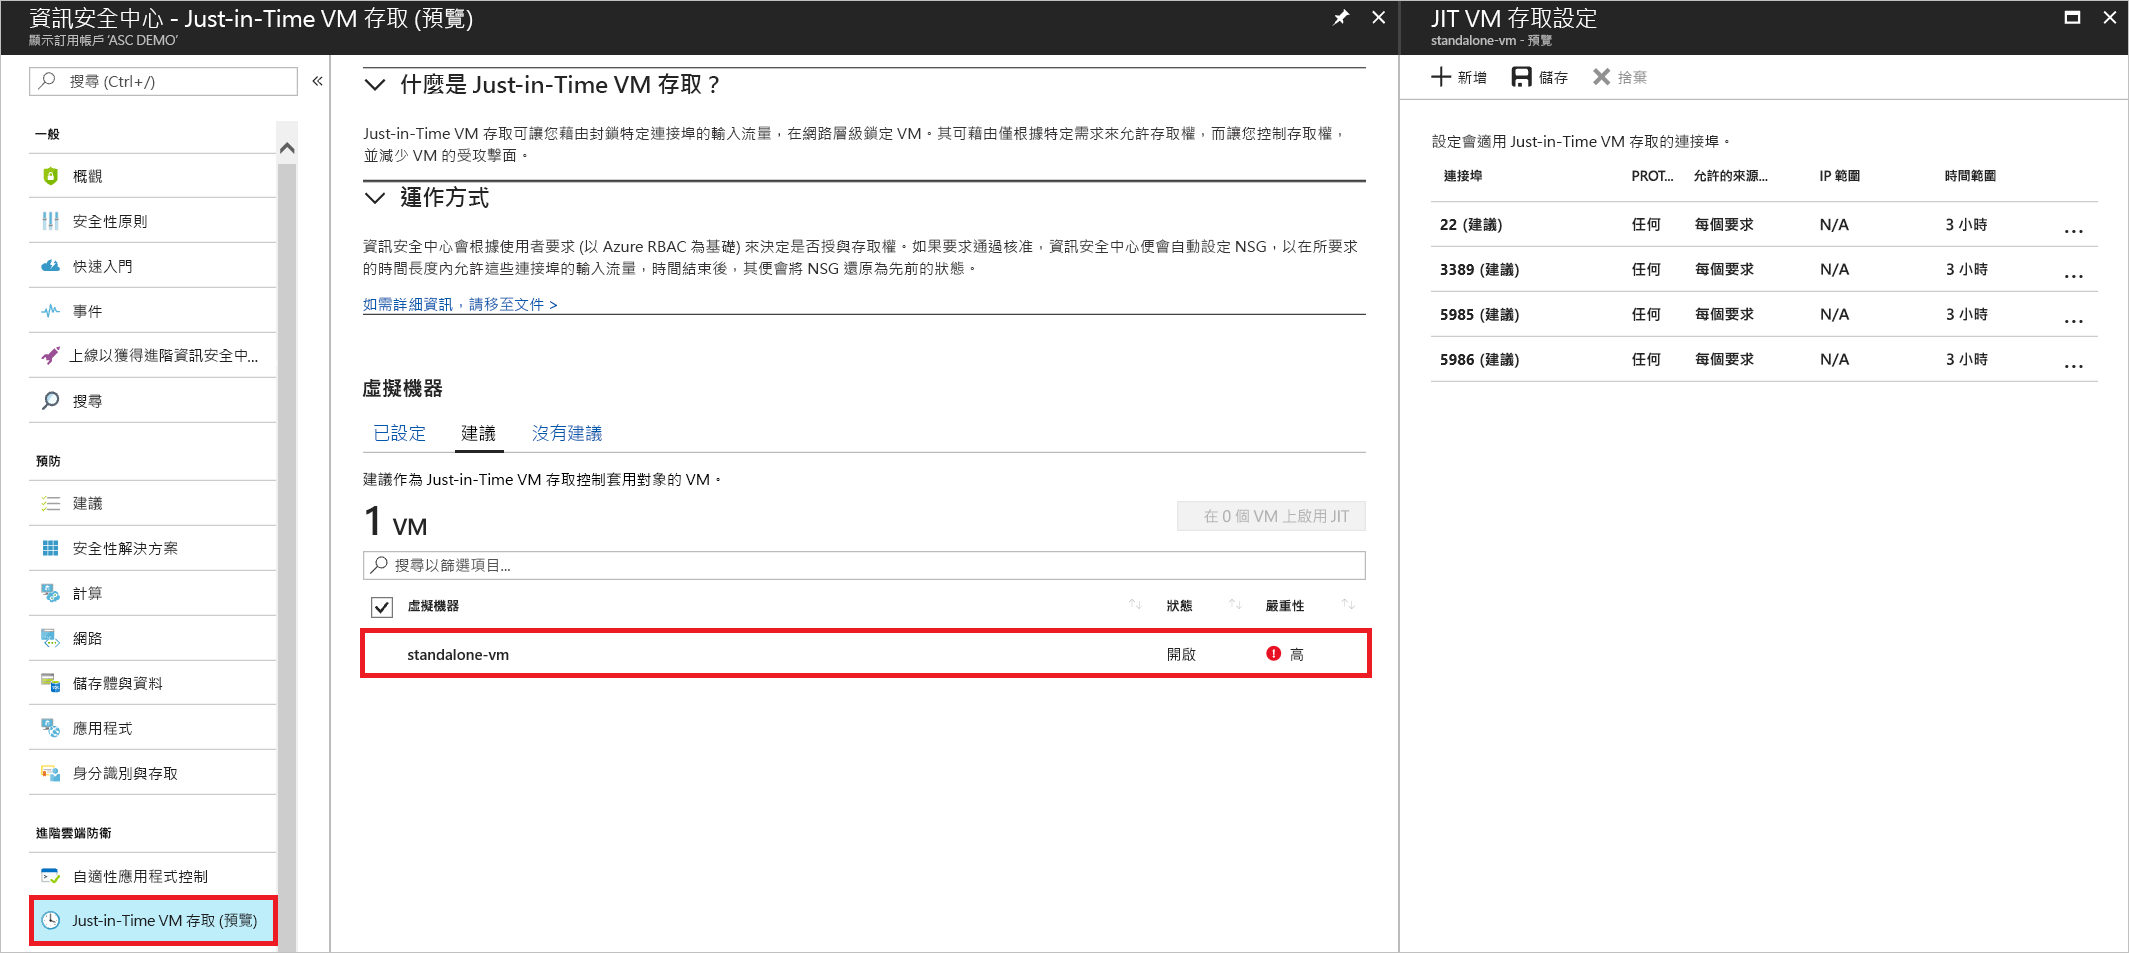 資訊安全中心 - Just-in-Time VM 存取 (預覽)
顯示訂用帳戶 'ASC DEMO'
搜尋 (Ctrl+/)
«
一般
概觀
安全性原則
快速入門
事件
上線以獲得進階資訊安全中...
搜尋
預防
建議
安全性解決方案
計算
網路
儲存體與資料
應用程式
身分識別與存取
進階雲端防衛
自適性應用程式控制
Just-in-Time VM 存取 (預覽)
什麼是 Just-in-Time VM 存取？
Just-in-Time VM 存取可讓您藉由封鎖特定連接埠的輸入流量，在網路層級鎖定 VM。其可藉由僅根據特定需求來允許存取權，而讓您控制存取權，
並減少 VM 的受攻擊面。
運作方式
資訊安全中心會根據使用者要求 (以 Azure RBAC 為基礎) 來決定是否授與存取權。如果要求通過核准，資訊安全中心便會自動設定 NSG，以在所要求
的時間長度內允許這些連接埠的輸入流量，時間結束後，其便會將 NSG 還原為先前的狀態。
如需詳細資訊，請移至文件 >
虛擬機器
已設定 建議 沒有建議
建議作為 Just-in-Time VM 存取控制套用對象的 VM。
1 VM
在 0 個 VM 上啟用 JIT
搜尋以篩選項目...
虛擬機器 狀態 嚴重性
standalone-vm 開啟 高
JIT VM 存取設定
standalone-vm - 預覽
新增 儲存 捨棄
設定會適用 Just-in-Time VM 存取的連接埠。
連接埠 PROT... 允許的來源... IP 範圍 時間範圍
22 (建議) 任何 每個要求 N/A 3 小時 ...
3389 (建議) 任何 每個要求 N/A 3 小時 ...
5985 (建議) 任何 每個要求 N/A 3 小時 ...
5986 (建議) 任何 每個要求 N/A 3 小時 ...